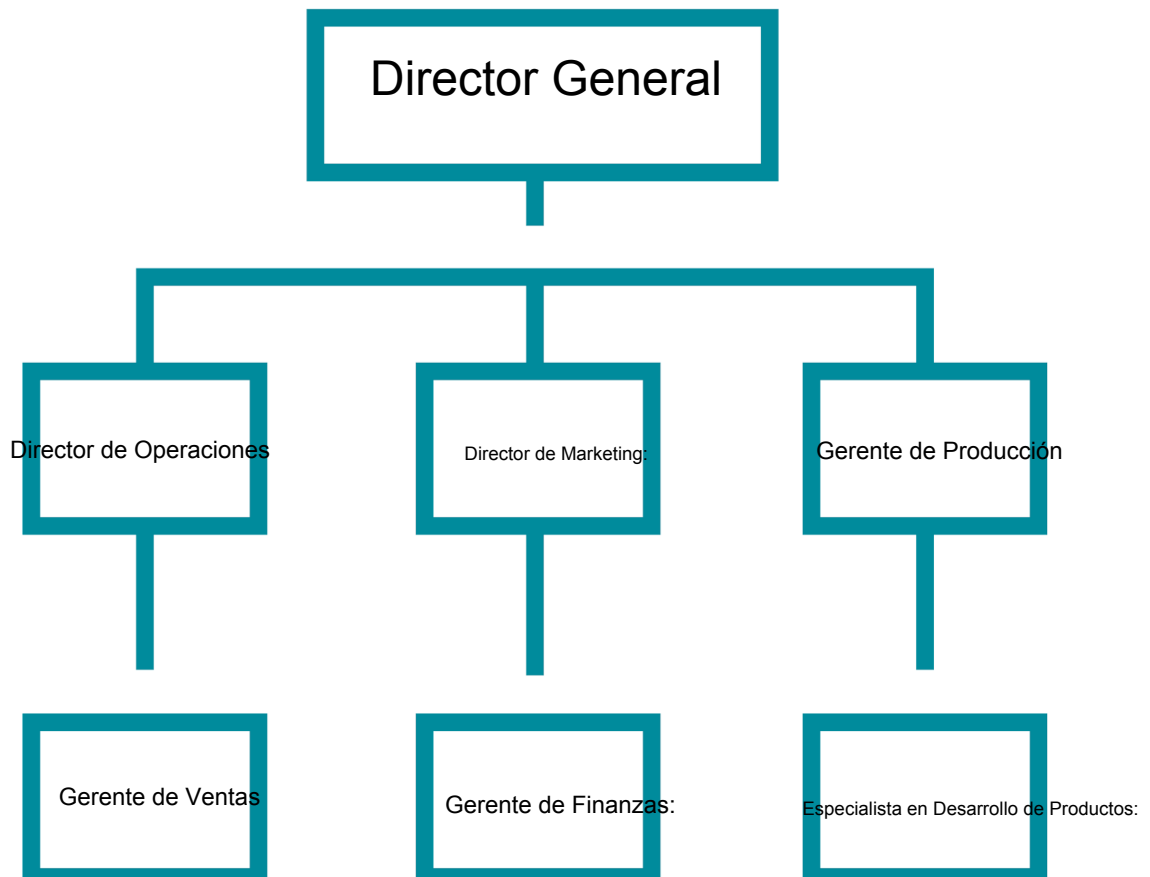 Director General
Director de Operaciones
Director de Marketing:
Gerente de Producción
Gerente de Ventas
Gerente de Finanzas:
Especialista en Desarrollo de Productos: